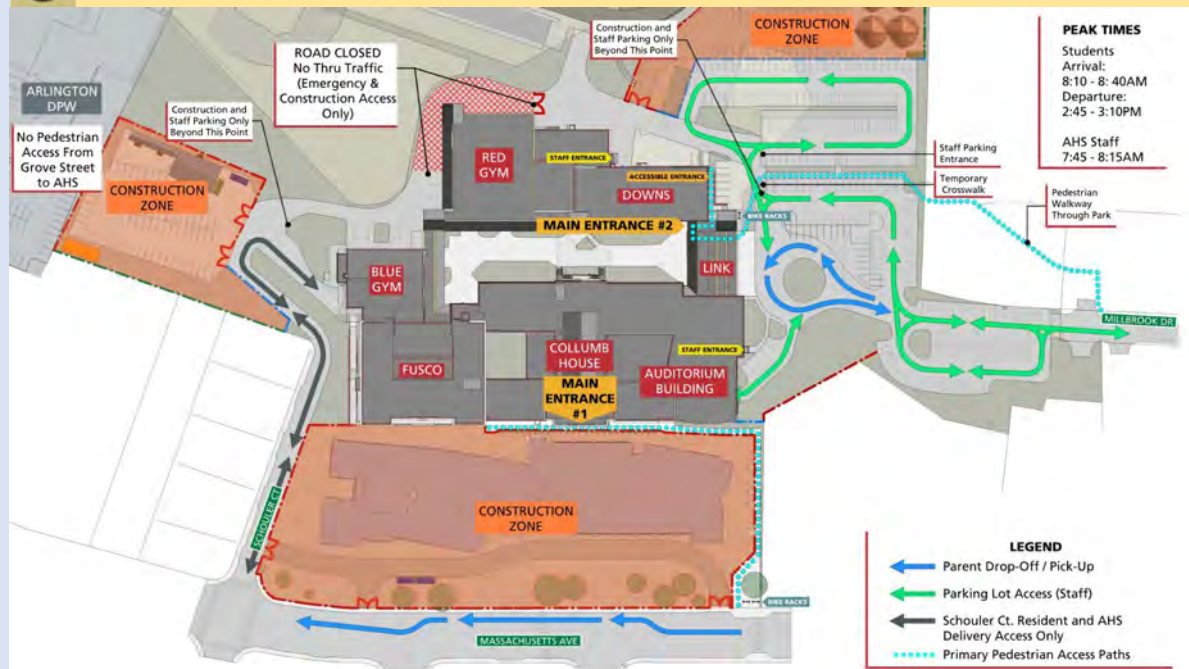 ROAD CLOSED
No Thru Traffic
(Emergency &
Construction Access
Only)
Construction and
Staff Parking Only
Beyond This Point
CONSTRUCTION
ZONE
PEAK TIMES
Students
Arrival:
8:10 - 8: 40AM
Departure:
2:45 - 3:10PM
AHS Staff
7:45 - 8:15AM
ARLINGTON
DPW
No Pedestrian
Access From
Grove Street
to AHS
Construction and
Staff Parking Only
Beyond This Point
CONSTRUCTION
ZONE
RED
GYM
STAFF ENTRANCE
ACCESSIBLE ENTRANCE
DOWNS
MAIN ENTRANCE #2
BIKE RACKS
LINK
Staff Parking
Entrance
Temporary
Crosswalk
Pedestrian
Walkway
Through Park
MILLBROOK DR
BLUE
GYM
FUSCO
COLLUMB
HOUSE
MAIN
ENTRANCE
#1
STAFF ENTRANCE
AUDITORIUM
BUILDING
CONSTRUCTION
ZONE
SCHOULER CT
BIKE RACKS
MASSACHUSETTS AVE
LEGEND
Parent Drop-Off / Pick-Up
Parking Lot Access (Staff)
Schouler Ct. Resident and AHS
Delivery Access Only
Primary Pedestrian Access Paths